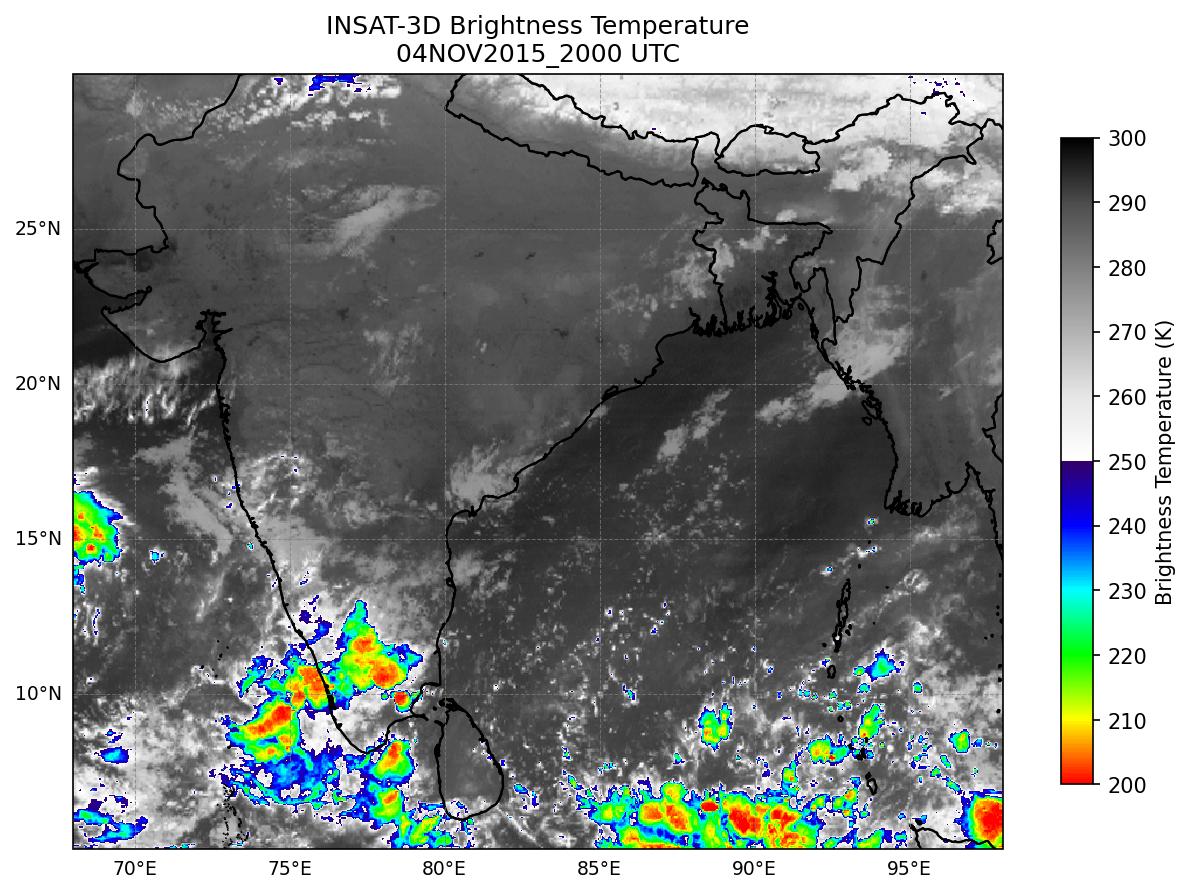 INSAT-3D Brightness Temperature
04NOV2015_2000 UTC
25°N
20°N
15°N
10°N
70°E
75°E
80°E
85°E
90°E
95°E
300
290
280
270
260
250
240
230
220
210
200
Brightness Temperature (K)